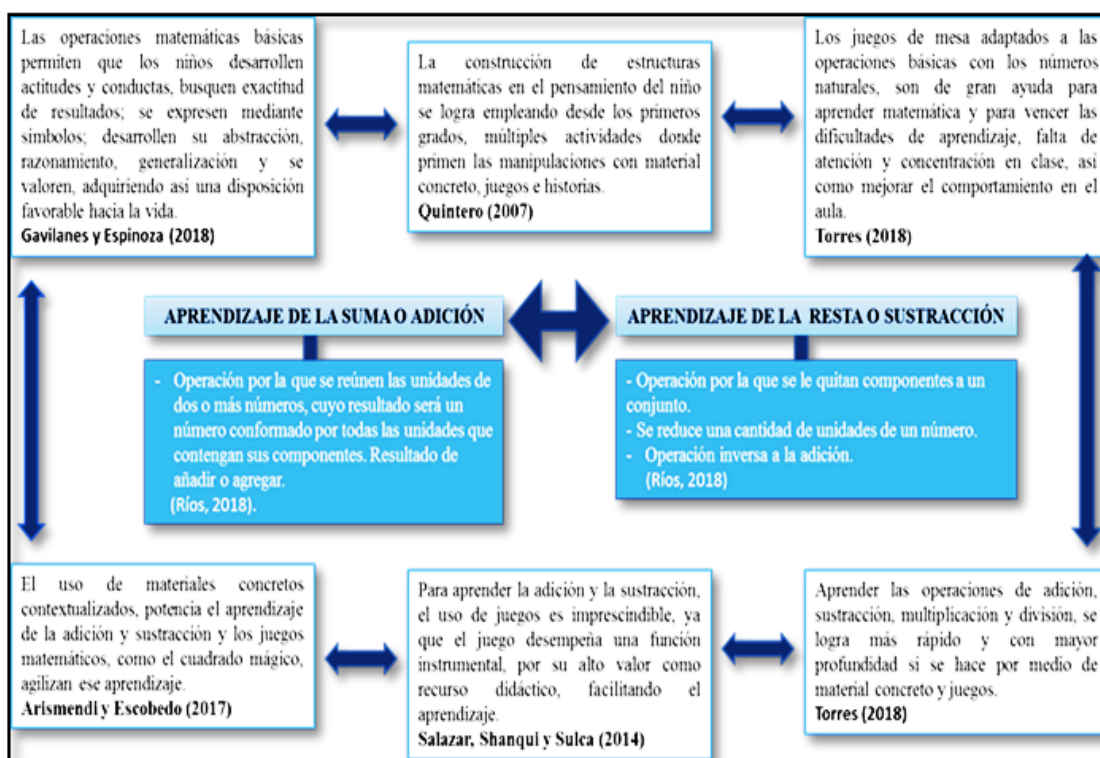 Las operaciones matemáticas básicas
permiten que los niños desarrollen
actitudes y conductas, busquen exactitud
de resultados; se expresen mediante
símbolos; desarrollen su abstracción,
razonamiento, generalización y se
valoren, adquiriendo así una disposición
favorable hacia la vida.
Gavilanes y Espinoza (2018)
La construcción de estructuras
matemáticas en el pensamiento del niño
se logra empleando desde los primeros
grados, múltiples actividades donde
primen las manipulaciones con material
concreto, juegos e historias.
Quintero (2007)
Los juegos de mesa adaptados a las
operaciones básicas con los números
naturales, son de gran ayuda para
aprender matemática y para vencer las
dificultades de aprendizaje, falta de
atención y concentración en clase, así
como mejorar el comportamiento en el
aula.
Torres (2018)
APRENDIZAJE DE LA SUMA O ADICIÓN
- Operación por la que se reúnen las unidades de
dos o más números, cuyo resultado será un
número conformado por todas las unidades que
contengan sus componentes. Resultado de
añadir o agregar.
(Ríos, 2018).
APRENDIZAJE DE LA RESTA O SUSTRACCIÓN
- Operación por la que se le quitan componentes a un
conjunto.
- Se reduce una cantidad de unidades de un número.
- Operación inversa a la adición.
(Ríos, 2018)
El uso de materiales concretos
contextualizados, potencia el aprendizaje
de la adición y sustracción y los juegos
matemáticos, como el cuadrado mágico,
agilizan ese aprendizaje.
Arismendi y Escobedo (2017)
Para aprender la adición y la sustracción,
el uso de juegos es imprescindible, ya
que el juego desempeña una función
instrumental, por su alto valor como
recurso didáctico, facilitando el
aprendizaje.
Salazar, Shanqui y Sulca (2014)
Aprender las operaciones de adición,
sustracción, multiplicación y división, se
logra más rápido y con mayor
profundidad si se hace por medio de
material concreto y juegos.
Torres (2018)